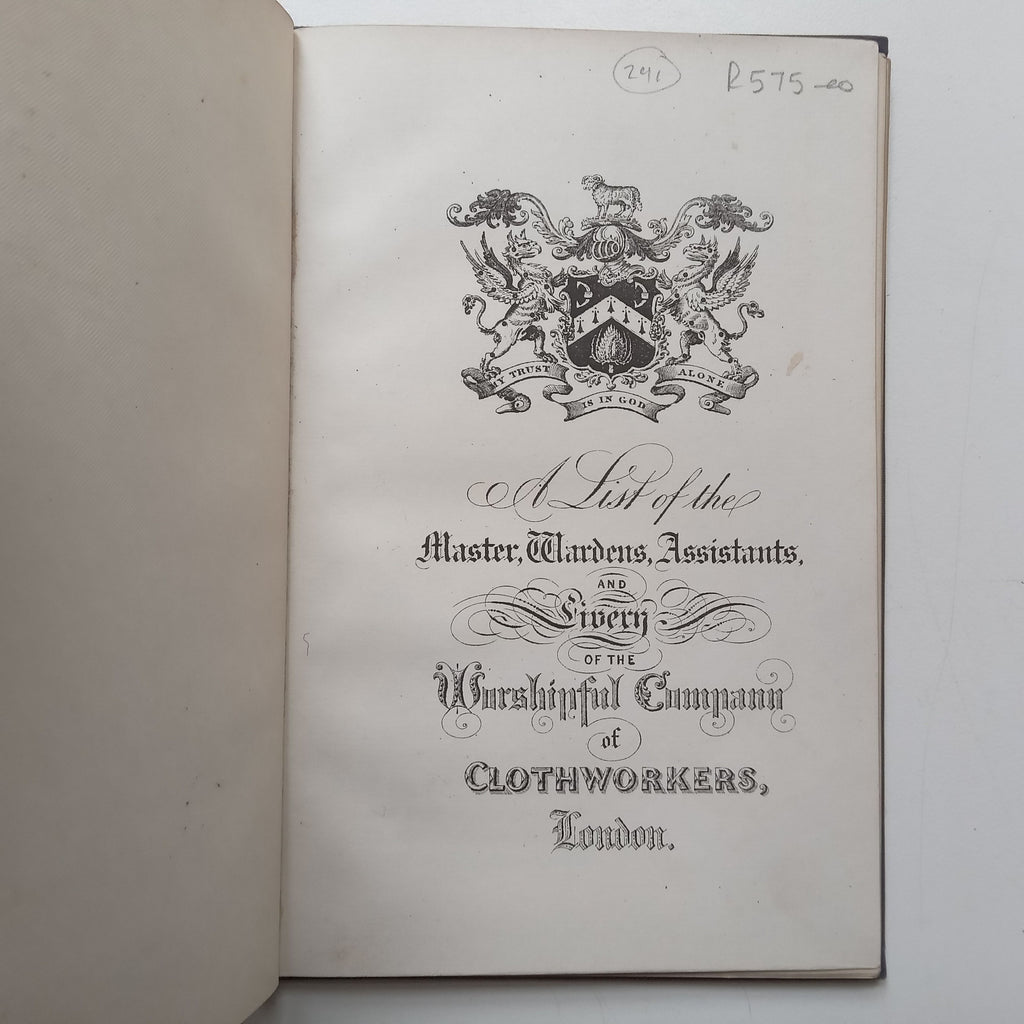 241 R575-00
MY TRUST IS IN GOD ALONE
A List of the
Master, Wardens, Assistants,
AND
Livery
OF THE
Worshipful Company
of
CLOTHWORKERS,
London.